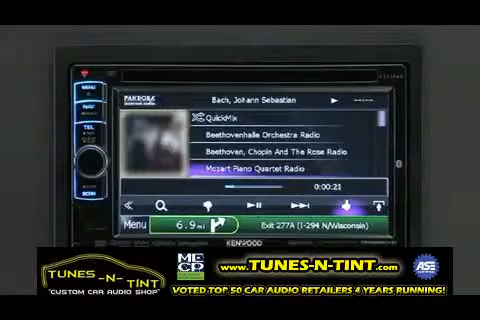 MENU
PANDORA
internet radio
Bach, Johann Sebastian
--:--
NAV
QuickMix
TEL
Beethovenhalle Orchestra Radio
Beethoven, Chopin And The Rose Radio
Mozart Piano Quartet Radio
0:00:21
Menu
6.9 mi
Exit 277A (I-294 N/Wisconsin)
KENWOOD
TUNES-N-TINT
"CUSTOM CAR AUDIO SHOP"
MECP
www.TUNES-N-TINT.com
ASE
VOTED TOP 50 CAR AUDIO RETAILERS 4 YEARS RUNNING!